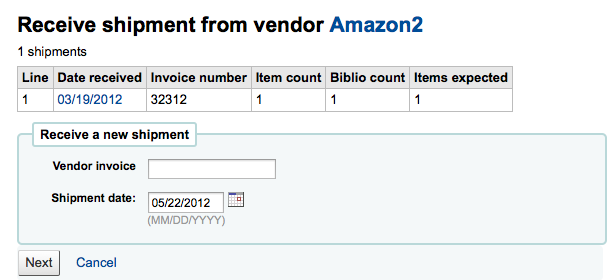 Receive shipment from vendor Amazon2
1 shipments
Line Date received Invoice number Item count Biblio count Items expected
1 03/19/2012 32312 1 1 1
Receive a new shipment
Vendor invoice
Shipment date: 05/22/2012
(MM/DD/YYYY)
Next Cancel